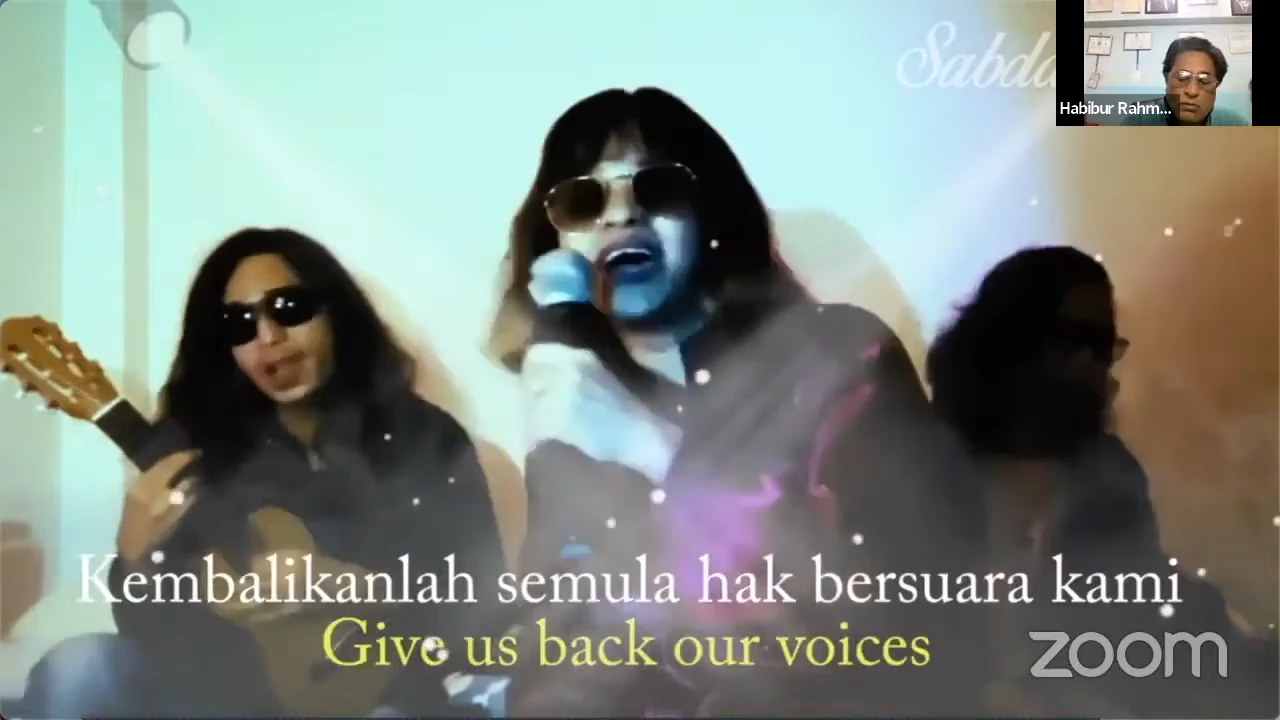 Habibur Rahm...
Kembalikanlah semula hak bersuara kami
Give us back our voices
zoom